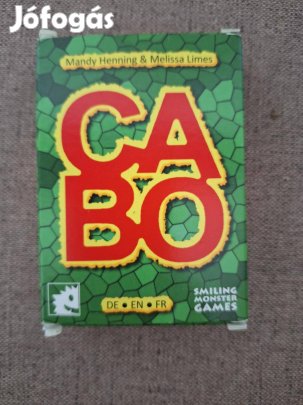 Jófogás
Mandy Henning & Melissa Limes
CA
BO
DE • EN • FR
SMILING
MONSTER
GAMES